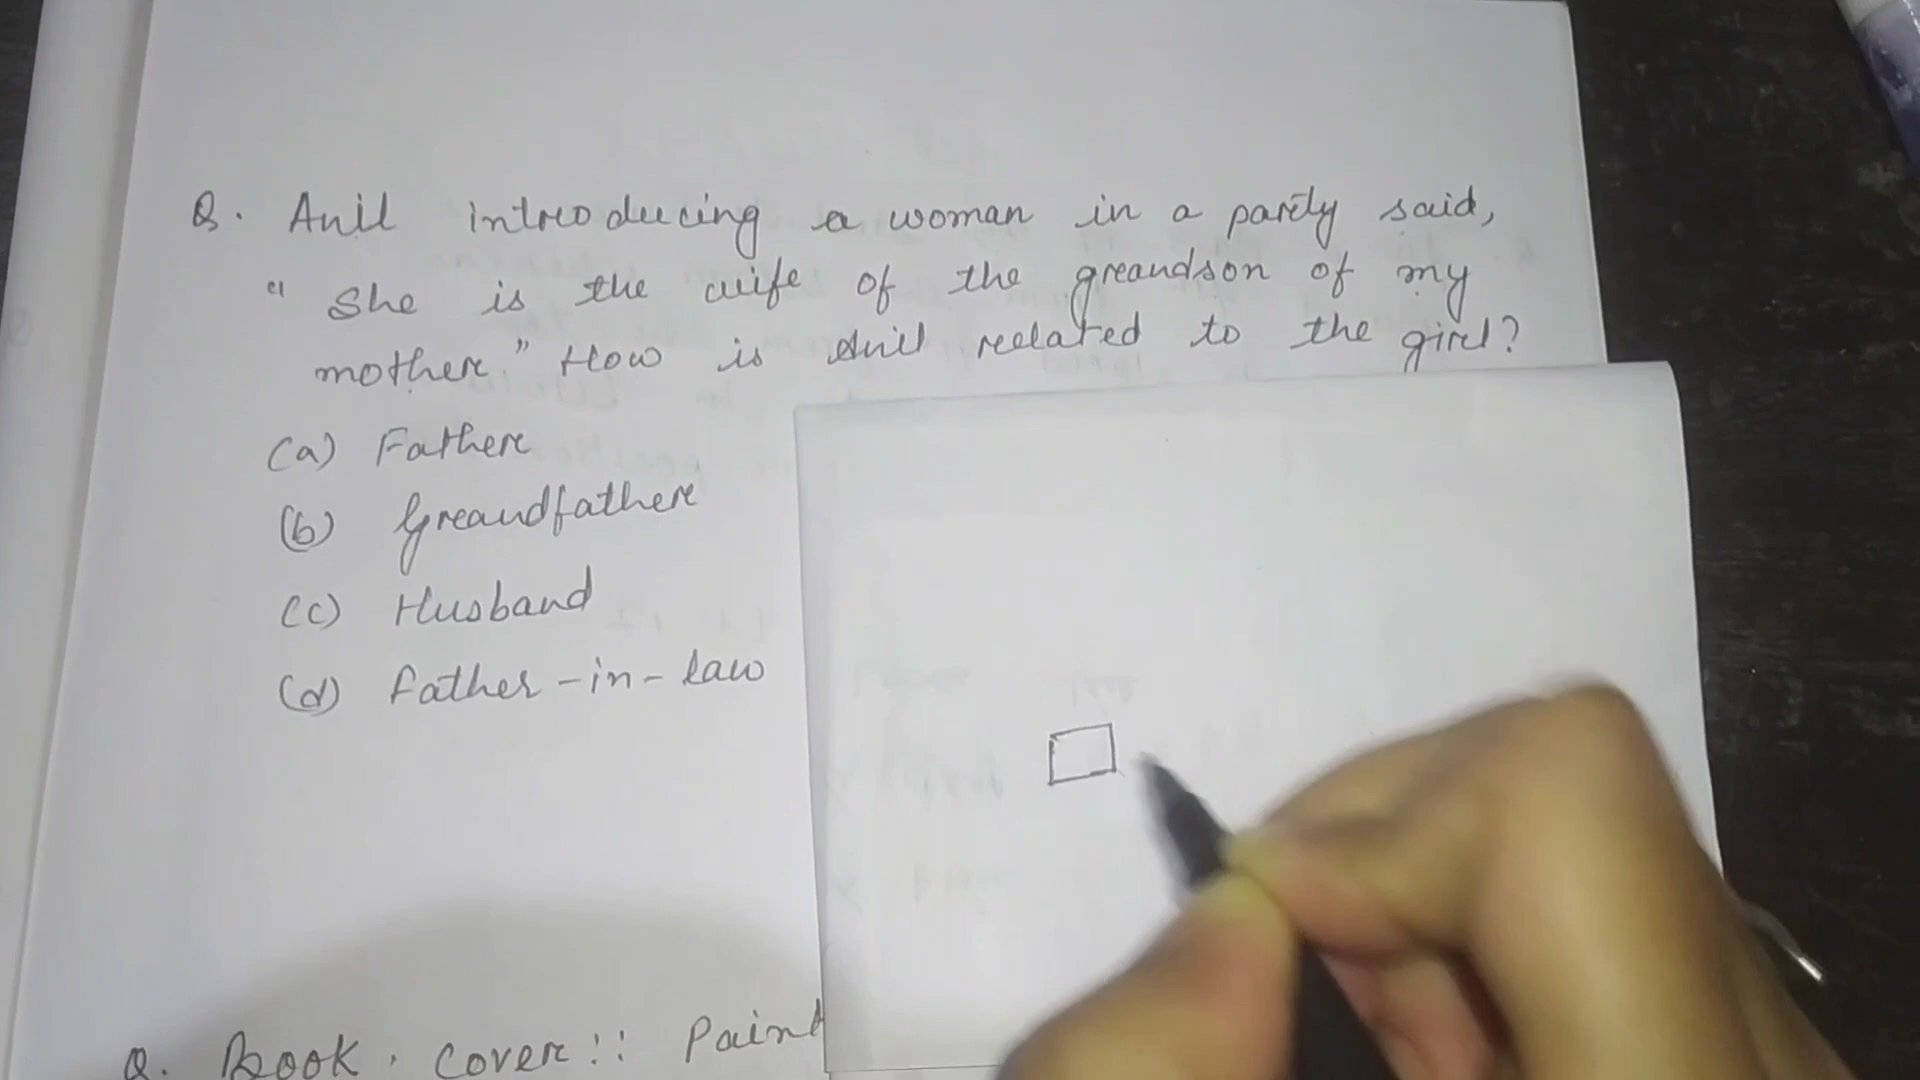 Q. Anil introducing a woman in a party said,
" She is the wife of the grandson of my
mother." How is Anil related to the girl?
(a) Father
(b) Grandfather
(c) Husband
(d) Father-in-law
Q. Book : Cover :: Paint